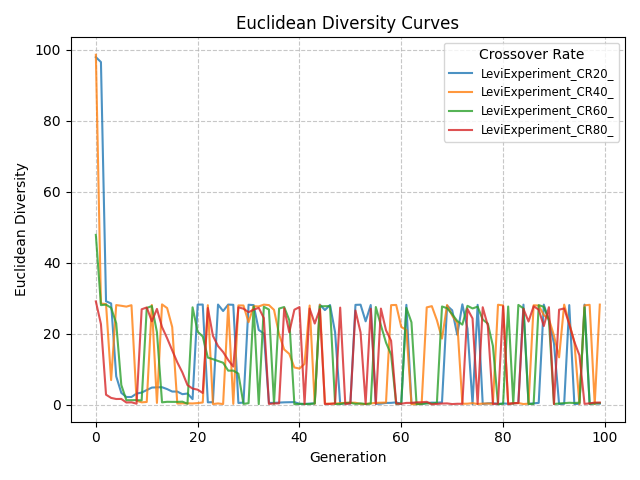 Euclidean Diversity Curves
Crossover Rate
LeviExperiment_CR20_
LeviExperiment_CR40_
LeviExperiment_CR60_
LeviExperiment_CR80_
Euclidean Diversity
100
80
60
40
20
0
0 20 40 60 80 100
Generation